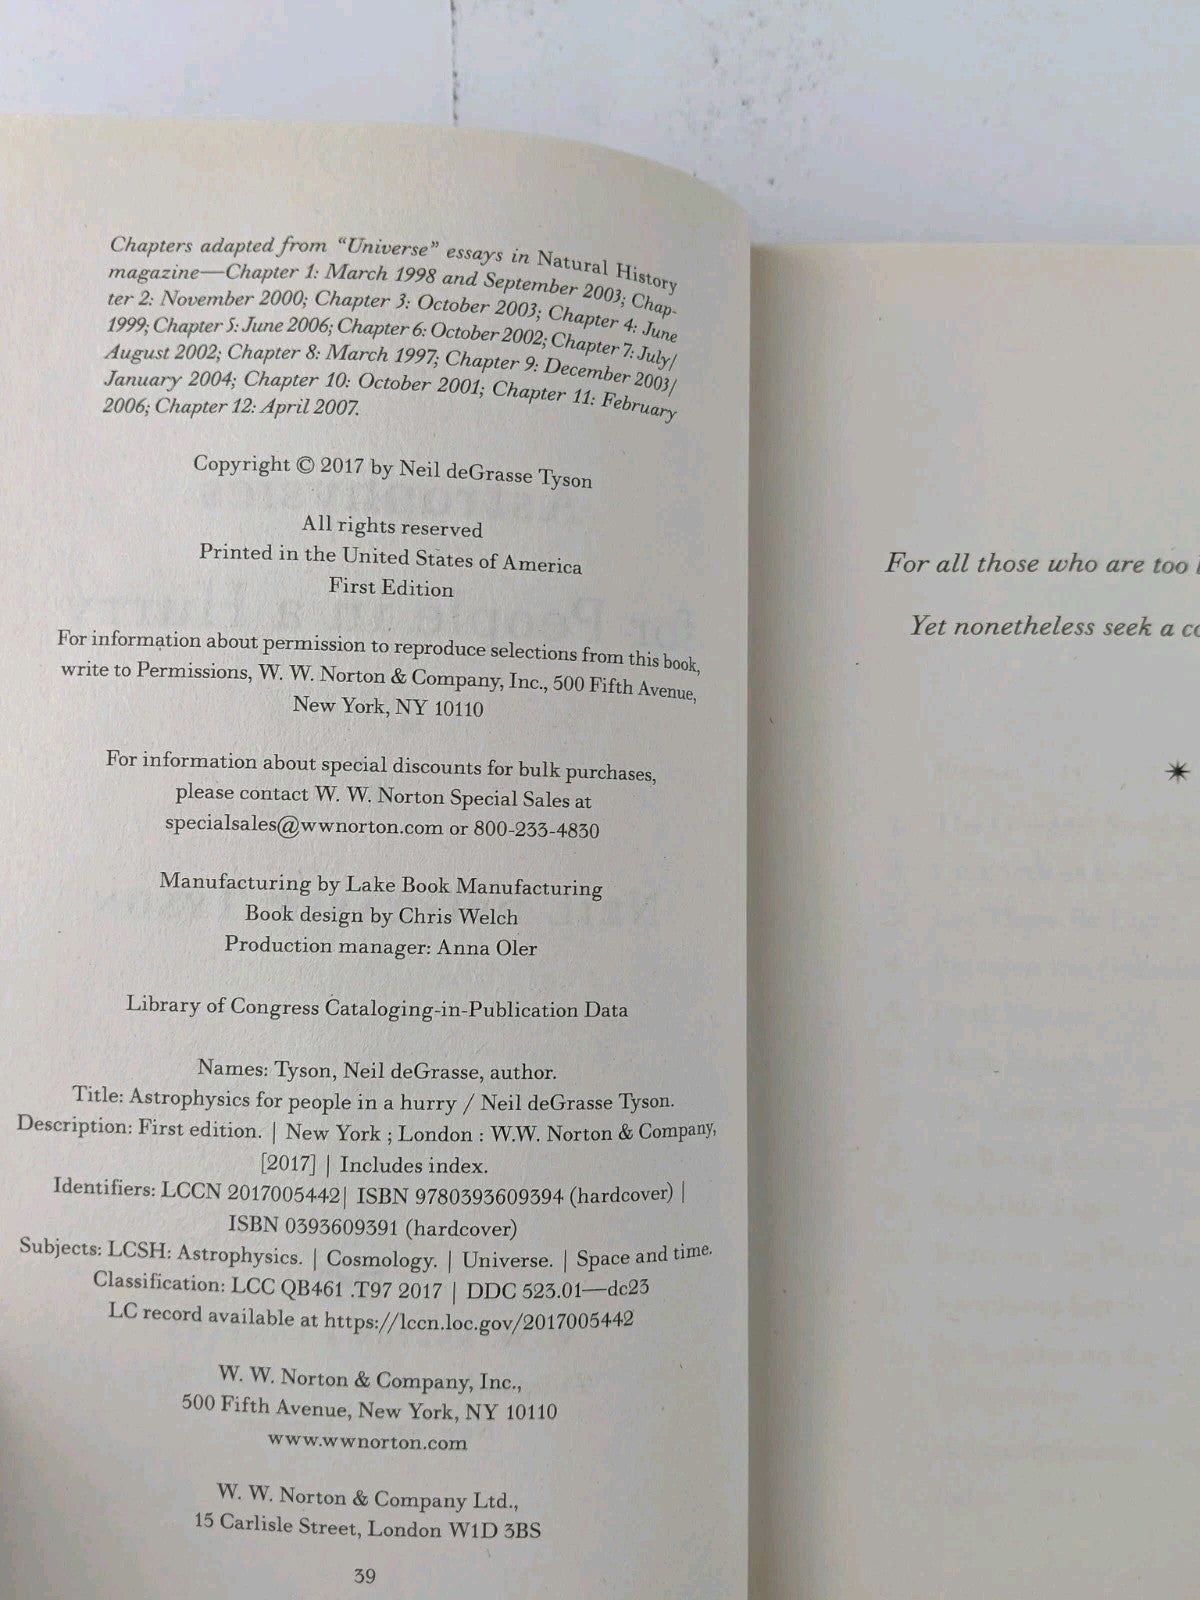 Chapters adapted from “Universe” essays in Natural History
magazine—Chapter 1: March 1998 and September 2003; Chap-
ter 2: November 2000; Chapter 3: October 2003; Chapter 4: June
1999; Chapter 5: June 2006; Chapter 6: October 2002; Chapter 7: July/
August 2002; Chapter 8: March 1997; Chapter 9: December 2003/
January 2004; Chapter 10: October 2001; Chapter 11: February
2006; Chapter 12: April 2007.
Copyright © 2017 by Neil deGrasse Tyson
All rights reserved
Printed in the United States of America
First Edition
For information about permission to reproduce selections from this book,
write to Permissions, W. W. Norton & Company, Inc., 500 Fifth Avenue,
New York, NY 10110
For information about special discounts for bulk purchases,
please contact W. W. Norton Special Sales at
specialsales@wwnorton.com or 800-233-4830
Manufacturing by Lake Book Manufacturing
Book design by Chris Welch
Production manager: Anna Oler
Library of Congress Cataloging-in-Publication Data
Names: Tyson, Neil deGrasse, author.
Title: Astrophysics for people in a hurry / Neil deGrasse Tyson.
Description: First edition. | New York ; London : W.W. Norton & Company,
[2017] | Includes index.
Identifiers: LCCN 2017005442| ISBN 9780393609394 (hardcover) |
ISBN 0393609391 (hardcover)
Subjects: LCSH: Astrophysics. | Cosmology. | Universe. | Space and time.
Classification: LCC QB461 .T97 2017 | DDC 523.01—dc23
LC record available at https://lccn.loc.gov/2017005442
W. W. Norton & Company, Inc.,
500 Fifth Avenue, New York, NY 10110
www.wwnorton.com
W. W. Norton & Company Ltd.,
15 Carlisle Street, London W1D 3BS
39
For all those who are too
Yet nonetheless seek a